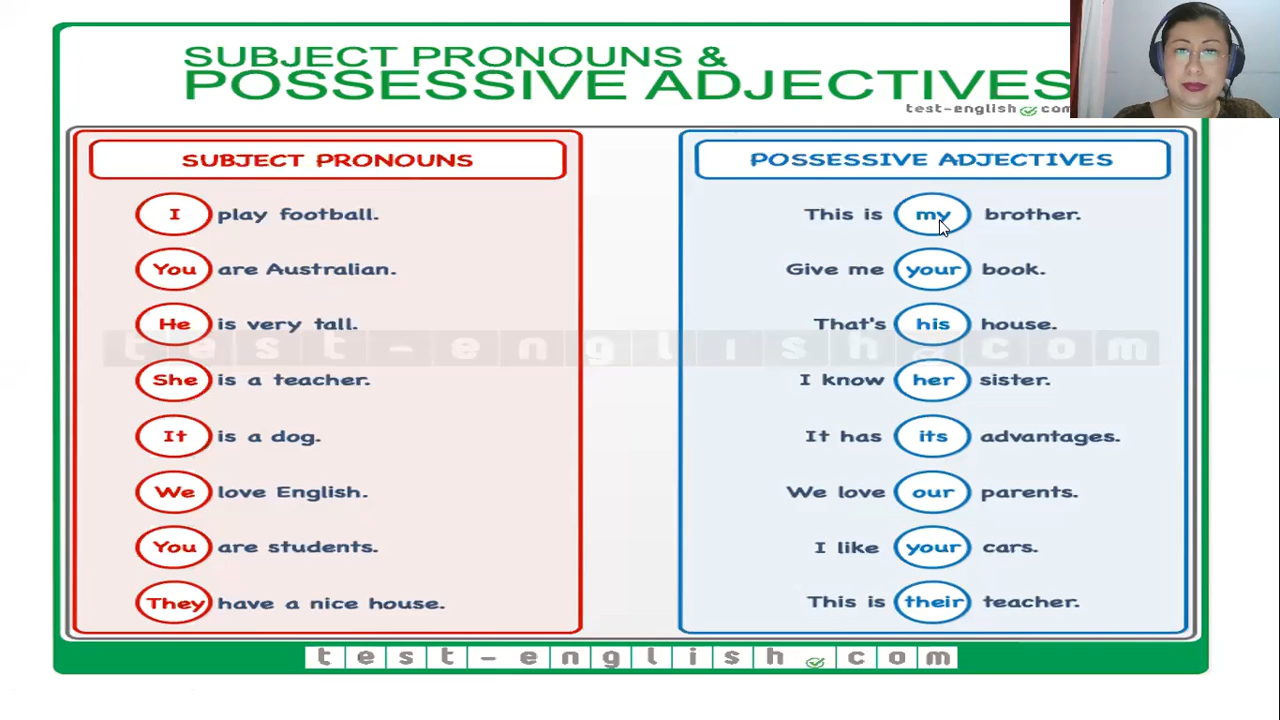 SUBJECT PRONOUNS &
POSSESSIVE ADJECTIVES
test-english.com
SUBJECT PRONOUNS
I play football.
You are Australian.
He is very tall.
She is a teacher.
It is a dog.
We love English.
You are students.
They have a nice house.
POSSESSIVE ADJECTIVES
This is my brother.
Give me your book.
That's his house.
I know her sister.
It has its advantages.
We love our parents.
I like your cars.
This is their teacher.
test-english.com
test-english.com